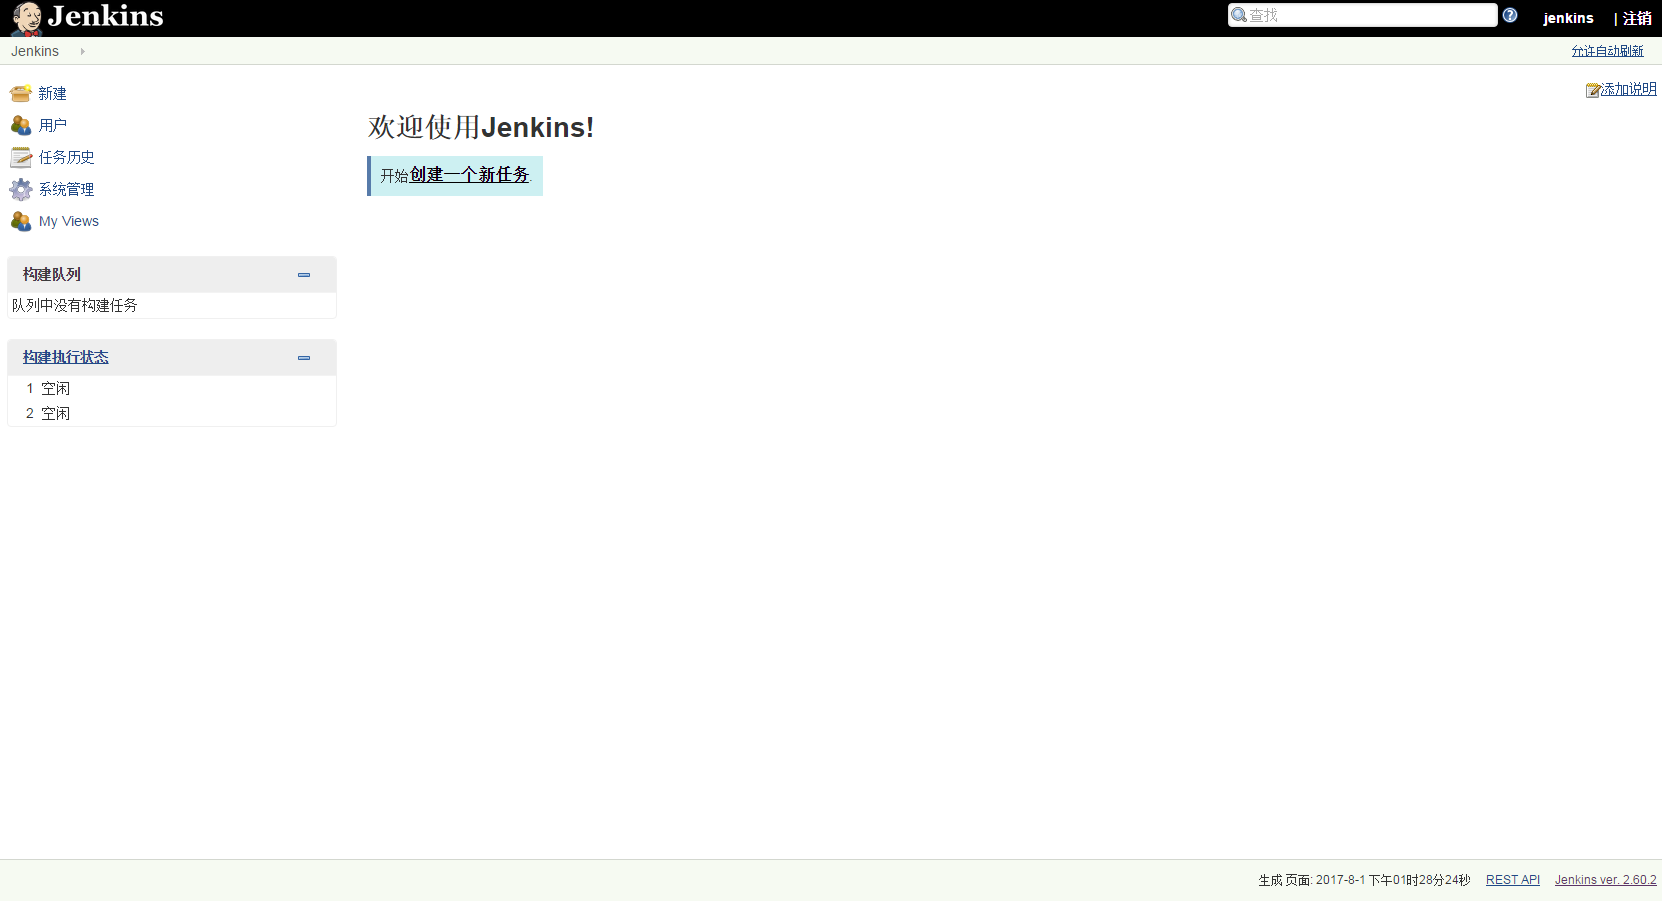 Jenkins
查找
jenkins
| 注销
Jenkins
允许自动刷新
新建
用户
任务历史
系统管理
My Views
添加说明
欢迎使用Jenkins!
开始创建一个新任务.
构建队列
队列中没有构建任务
构建执行状态
1 空闲
2 空闲
生成 页面: 2017-8-1 下午01时28分24秒 REST API Jenkins ver. 2.60.2